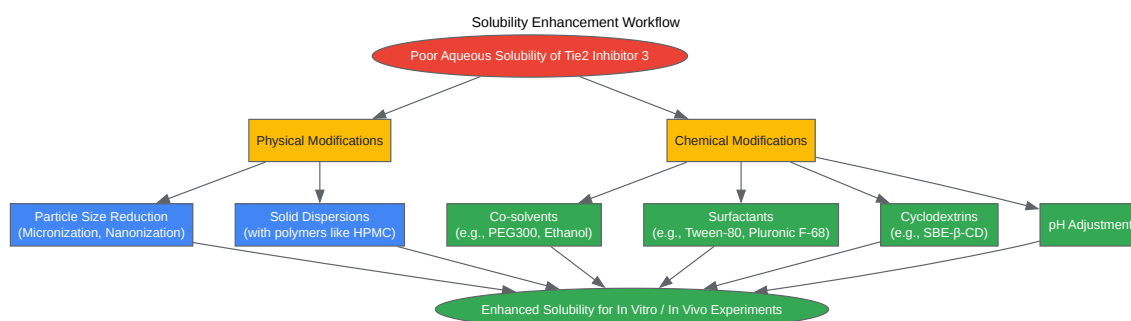 Solubility Enhancement Workflow
Poor Aqueous Solubility of Tie2 Inhibitor 3
Physical Modifications
Chemical Modifications
Particle Size Reduction
(Micronization, Nanonization)
Solid Dispersions
(with polymers like HPMC)
Co-solvents
(e.g., PEG300, Ethanol)
Surfactants
(e.g., Tween-80, Pluronic F-68)
Cyclodextrins
(e.g., SBE-β-CD)
pH Adjustment
Enhanced Solubility for In Vitro / In Vivo Experiments